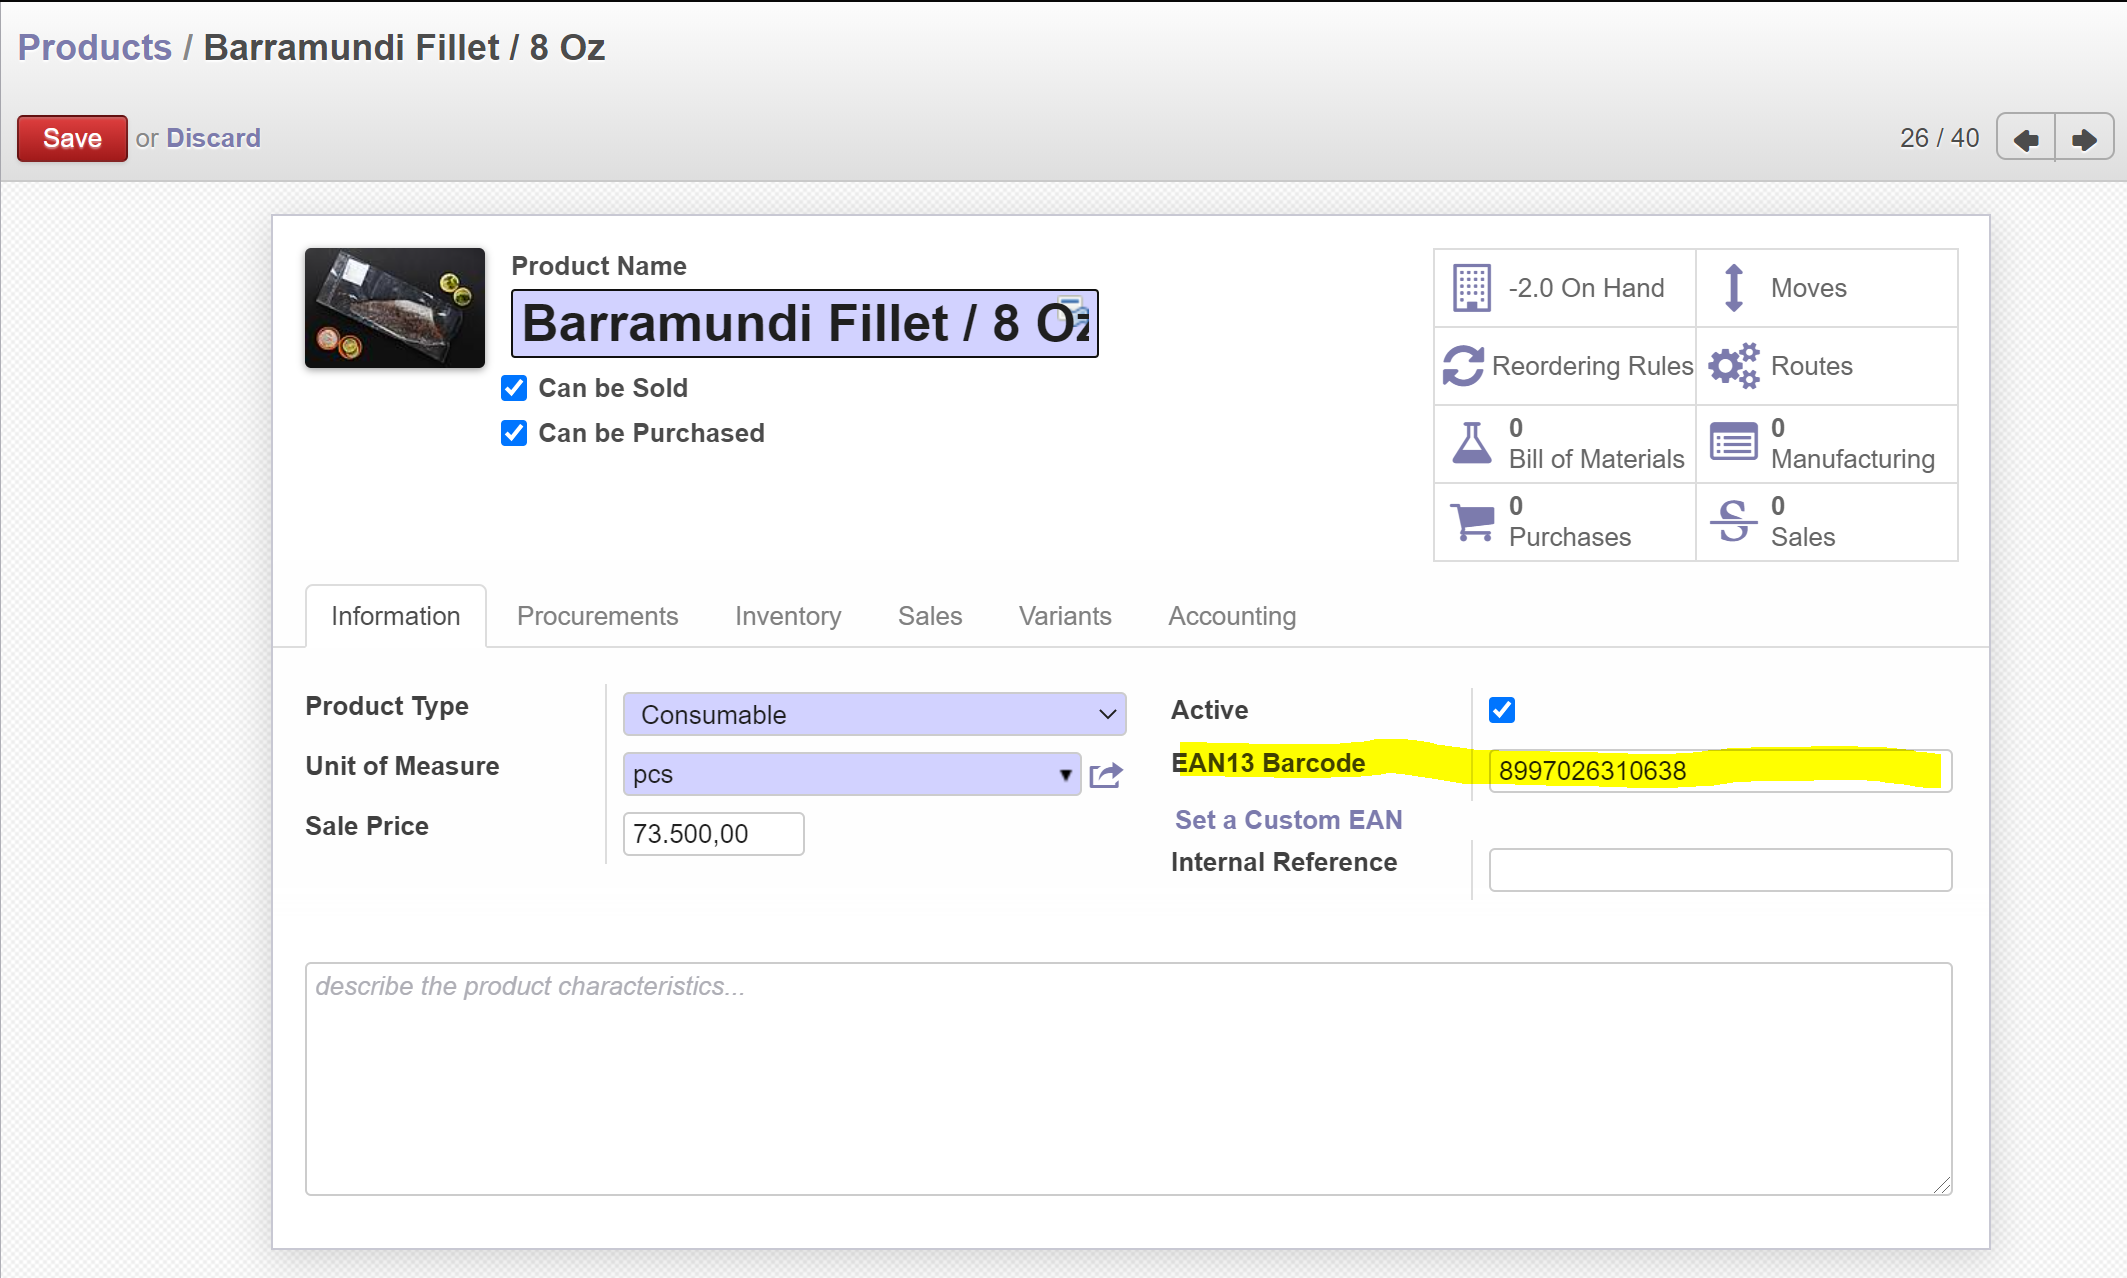 Products / Barramundi Fillet / 8 Oz
Save or Discard
26 / 40
Product Name
Barramundi Fillet / 8 Oz
Can be Sold
Can be Purchased
-2.0 On Hand
Moves
Reordering Rules
Routes
0
Bill of Materials
0
Manufacturing
0
Purchases
0
Sales
Information Procurements Inventory Sales Variants Accounting
Product Type
Consumable
Unit of Measure
pcs
Sale Price
73.500,00
Active
EAN13 Barcode
8997026310638
Set a Custom EAN
Internal Reference
describe the product characteristics...